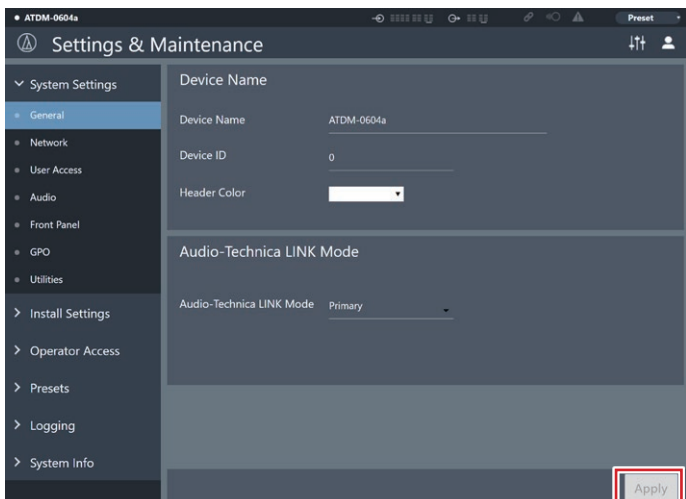 ATDM-0604a
Preset
Settings & Maintenance
System Settings
General
Network
User Access
Audio
Front Panel
GPO
Utilities
Install Settings
Operator Access
Presets
Logging
System Info
Device Name
Device Name ATDM-0604a
Device ID 0
Header Color
Audio-Technica LINK Mode
Audio-Technica LINK Mode Primary
Apply